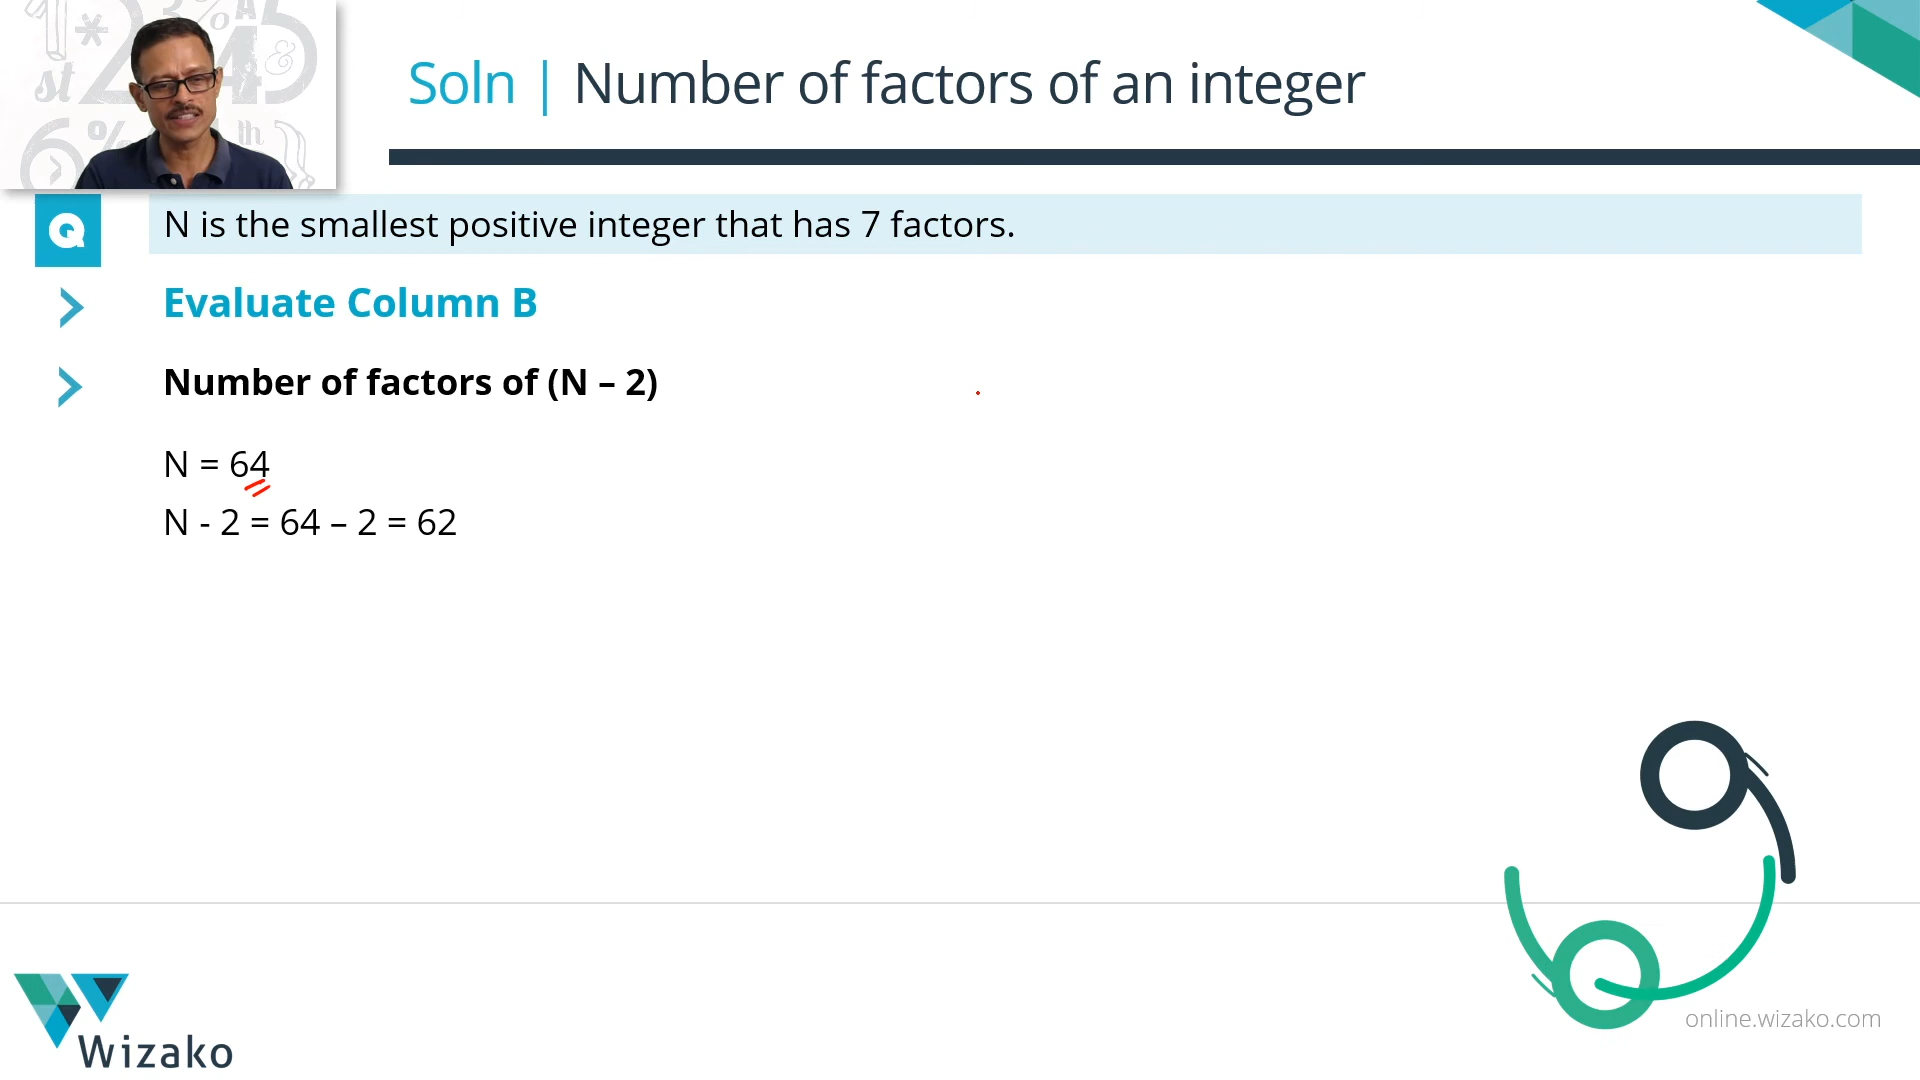 Soln | Number of factors of an integer
Q
N is the smallest positive integer that has 7 factors.
Evaluate Column B
Number of factors of (N – 2)
N = 64
N - 2 = 64 – 2 = 62
Wizako
online.wizako.com